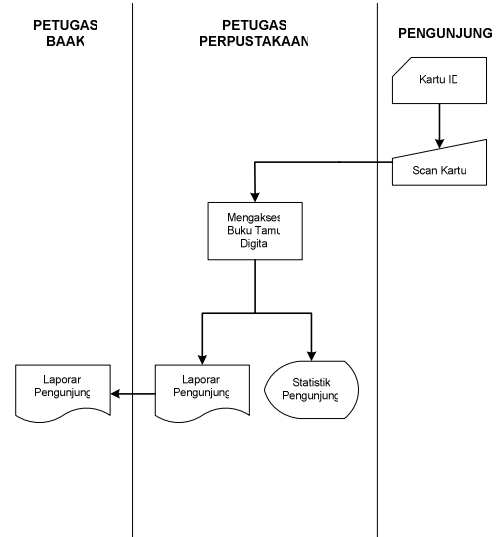 PETUGAS
BAAK
PETUGAS
PERPUSTAKAAN
PENGUNJUNG
Kartu ID
Scan Kartu
Mengakses
Buku Tamu
Digita
Laporar
Pengunjung
Laporar
Pengunjung
Statistik
Pengunjung